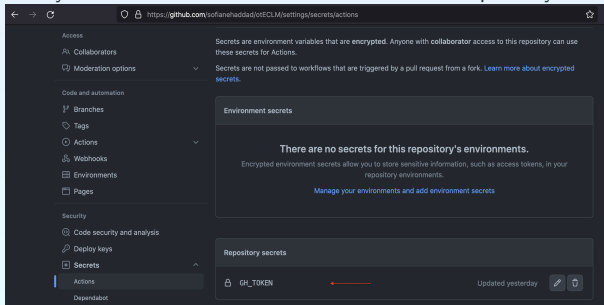 https://github.com/sofianehaddad/otECLM/settings/secrets/actions
Access
Collaborators
Moderation options
Code and automation
Branches
Tags
Actions
Webhooks
Environments
Pages
Security
Code security and analysis
Deploy keys
Secrets
Actions
Dependabot
Secrets are environment variables that are encrypted. Anyone with collaborator access to this repository can use
these secrets for Actions.
Secrets are not passed to workflows that are triggered by a pull request from a fork. Learn more about encrypted
secrets.
Environment secrets
There are no secrets for this repository's environments.
Encrypted environment secrets allow you to store sensitive information, such as access tokens, in your
repository environments.
Manage your environments and add environment secrets
Repository secrets
GH_TOKEN
Updated yesterday